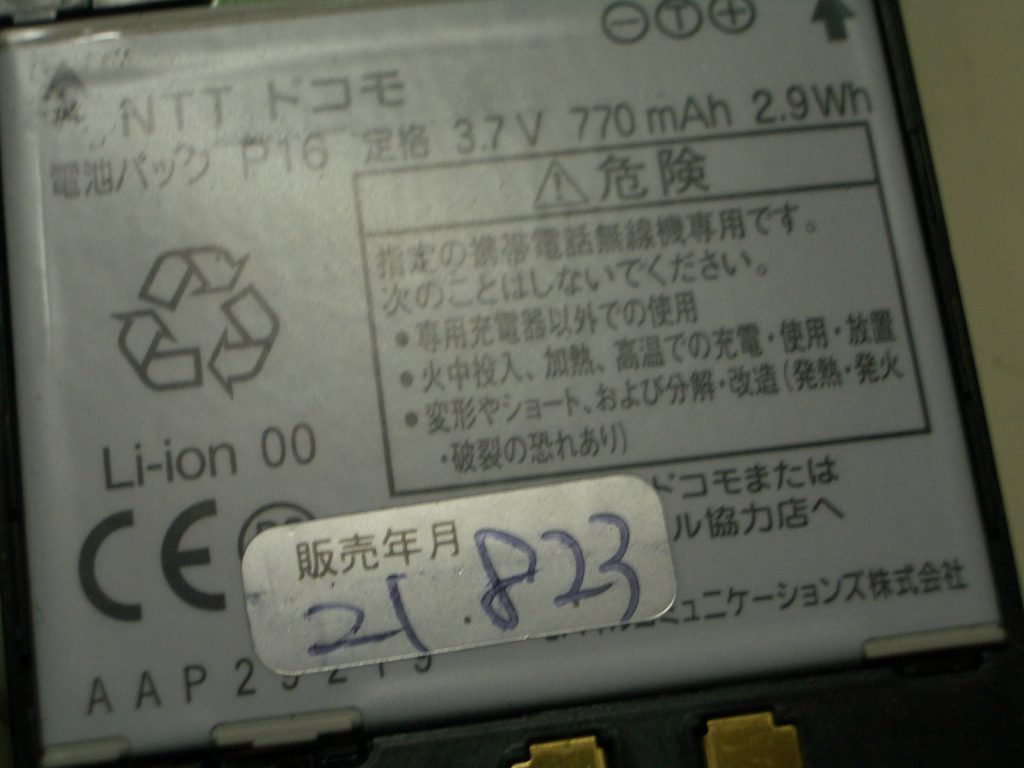 ⊖ Ⓣ ⊕
NTT ドコモ
電池パック P16 定格 3.7V 770mAh 2.9Wh
⚠危険
指定の携帯電話無線機専用です。
次のことはしないでください。
●専用充電器以外での使用
●火中投入、加熱、高温での充電・使用・放置
●変形やショート、および分解・改造(発熱・発火
・破裂の恐れあり)
Li-ion 00
ドコモまたは
ル協力店へ
CE
販売年月
21.823
ミュニケーションズ株式会社
AAP29219